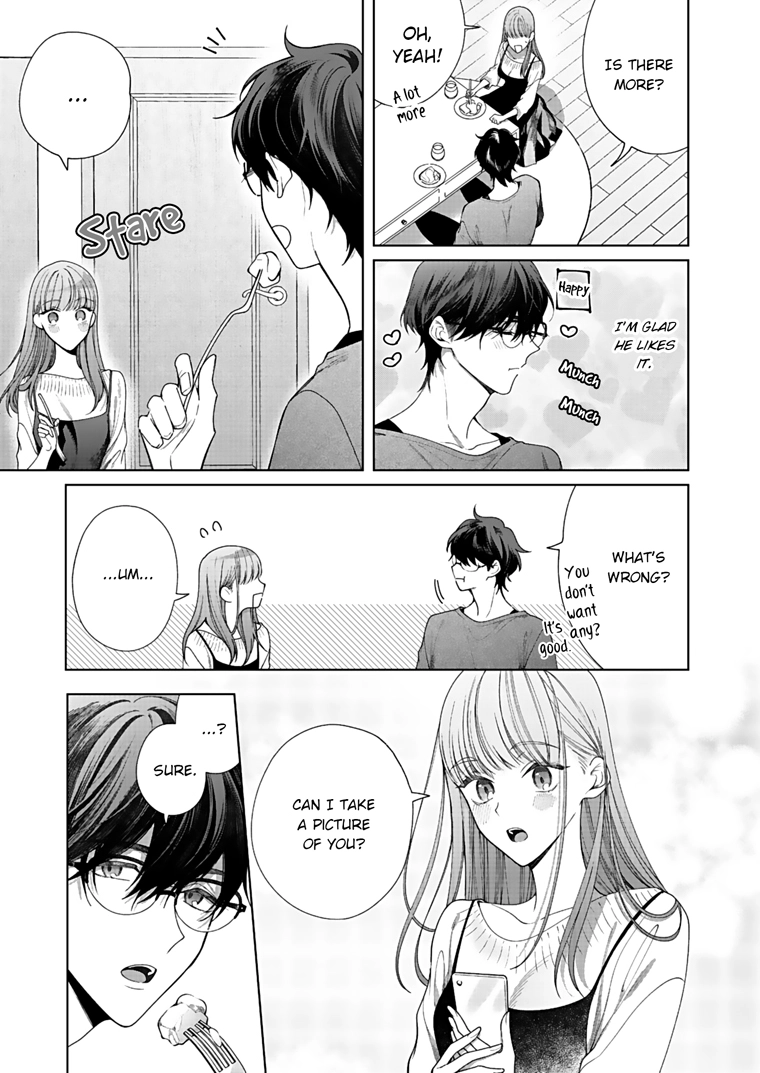 IS THERE
MORE?
OH,
YEAH!
A lot
more
Happy
I'M GLAD
HE LIKES
IT.
Munch
Munch
...
Stare
WHAT'S
WRONG?
You
don't
want
any?
It's
good.
...UM...
CAN I TAKE
A PICTURE
OF YOU?
...?
SURE.